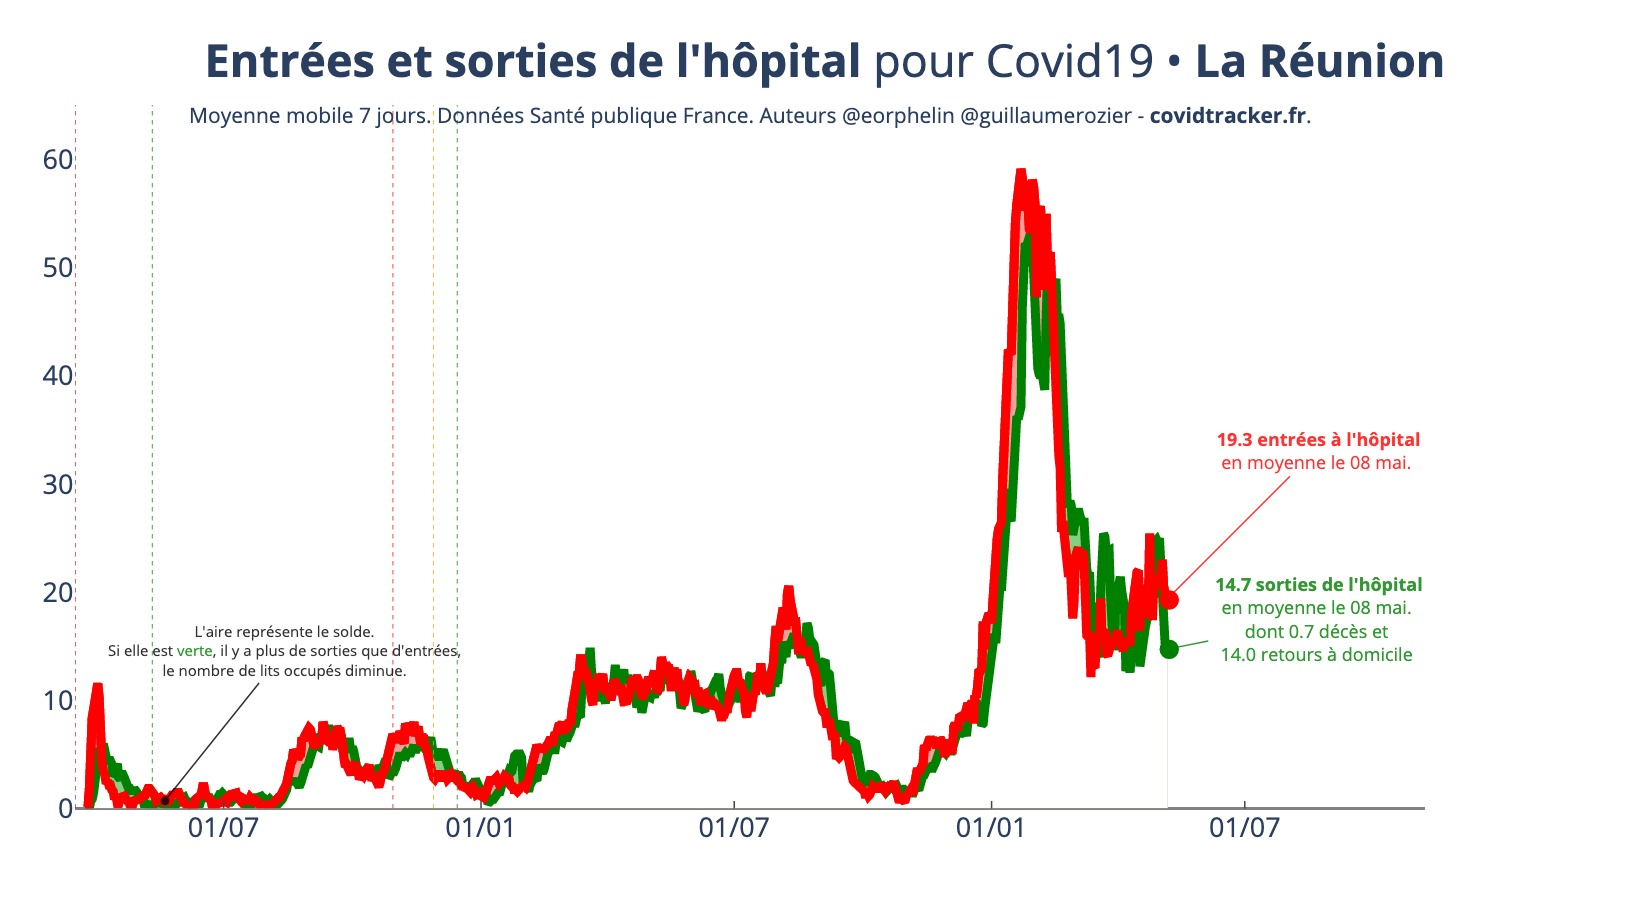 Entrées et sorties de l'hôpital pour Covid19 • La Réunion
Moyenne mobile 7 jours. Données Santé publique France. Auteurs @eorphelin @guillaumerozier - covidtracker.fr.
60
50
40
30
20
10
0
19.3 entrées à l'hôpital
en moyenne le 08 mai.
14.7 sorties de l'hôpital
en moyenne le 08 mai.
dont 0.7 décès et
14.0 retours à domicile
L'aire représente le solde.
Si elle est verte, il y a plus de sorties que d'entrées,
le nombre de lits occupés diminue.
01/07
01/01
01/07
01/01
01/07